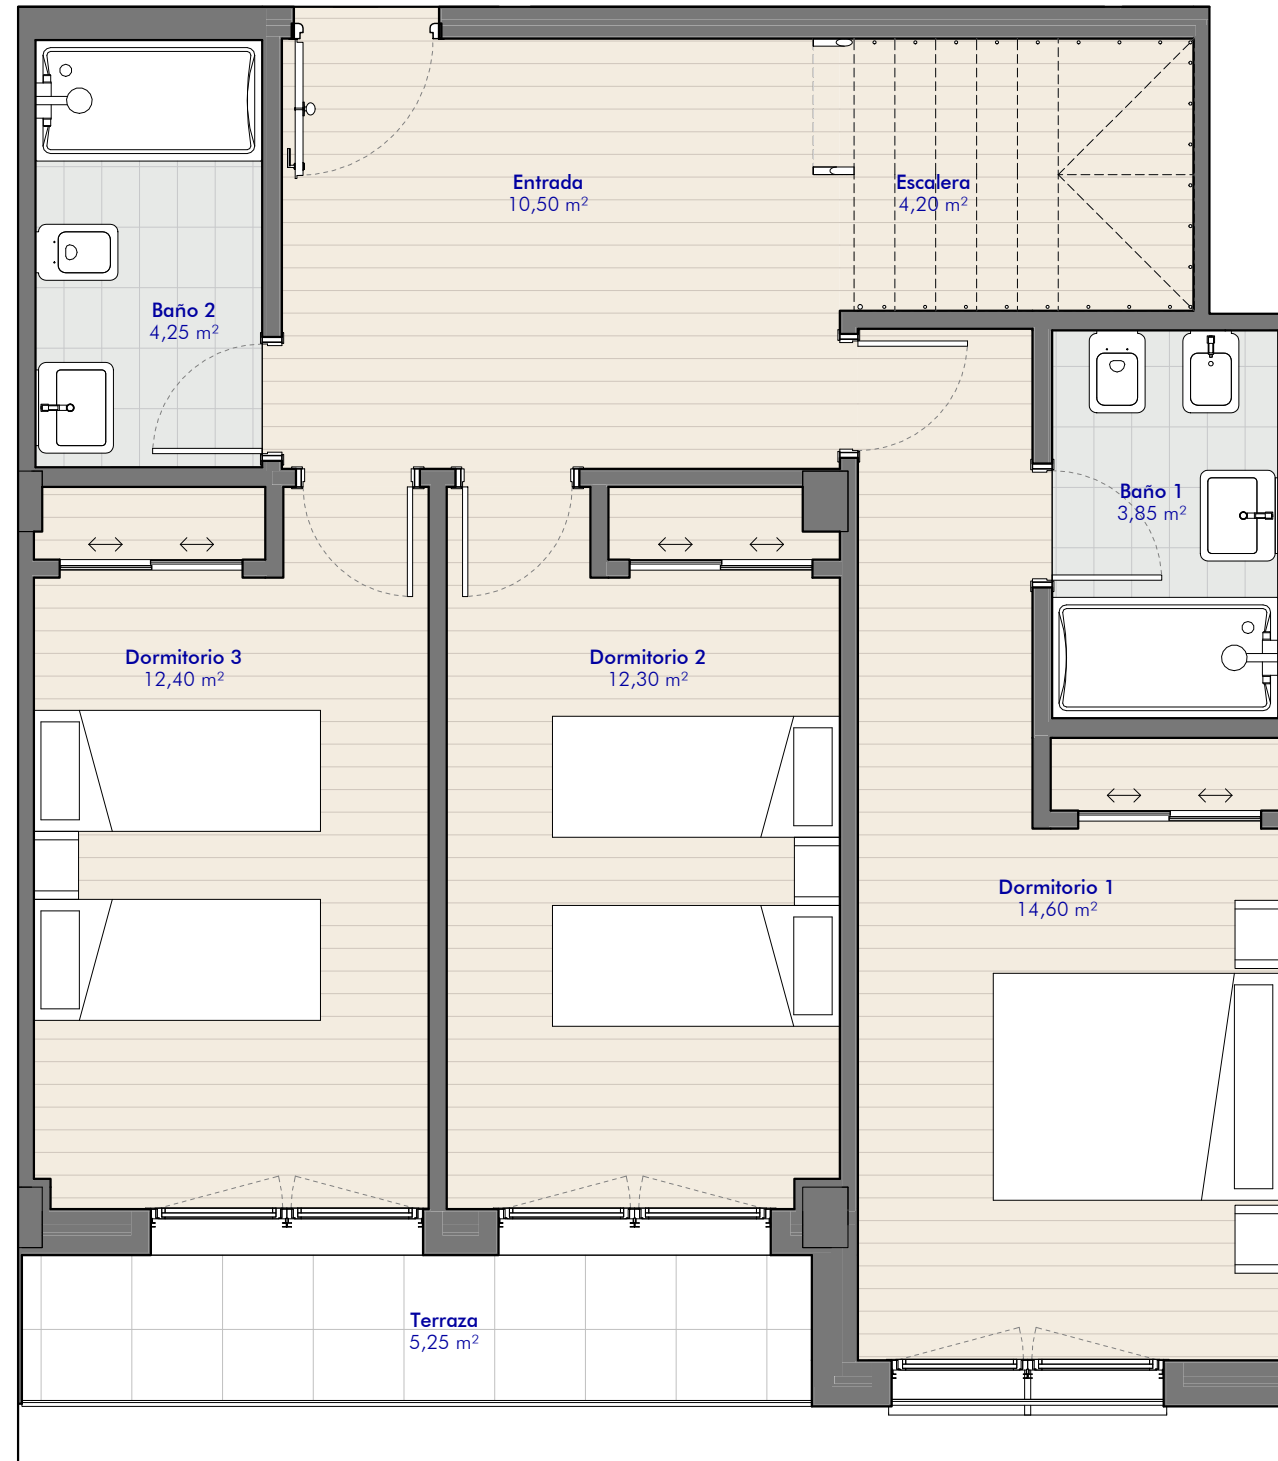 Entrada
10,50 m²
Escalera
4,20 m²
Baño 2
4,25 m²
Baño 1
3,85 m²
Dormitorio 3
12,40 m²
Dormitorio 2
12,30 m²
Dormitorio 1
14,60 m²
Terraza
5,25 m²